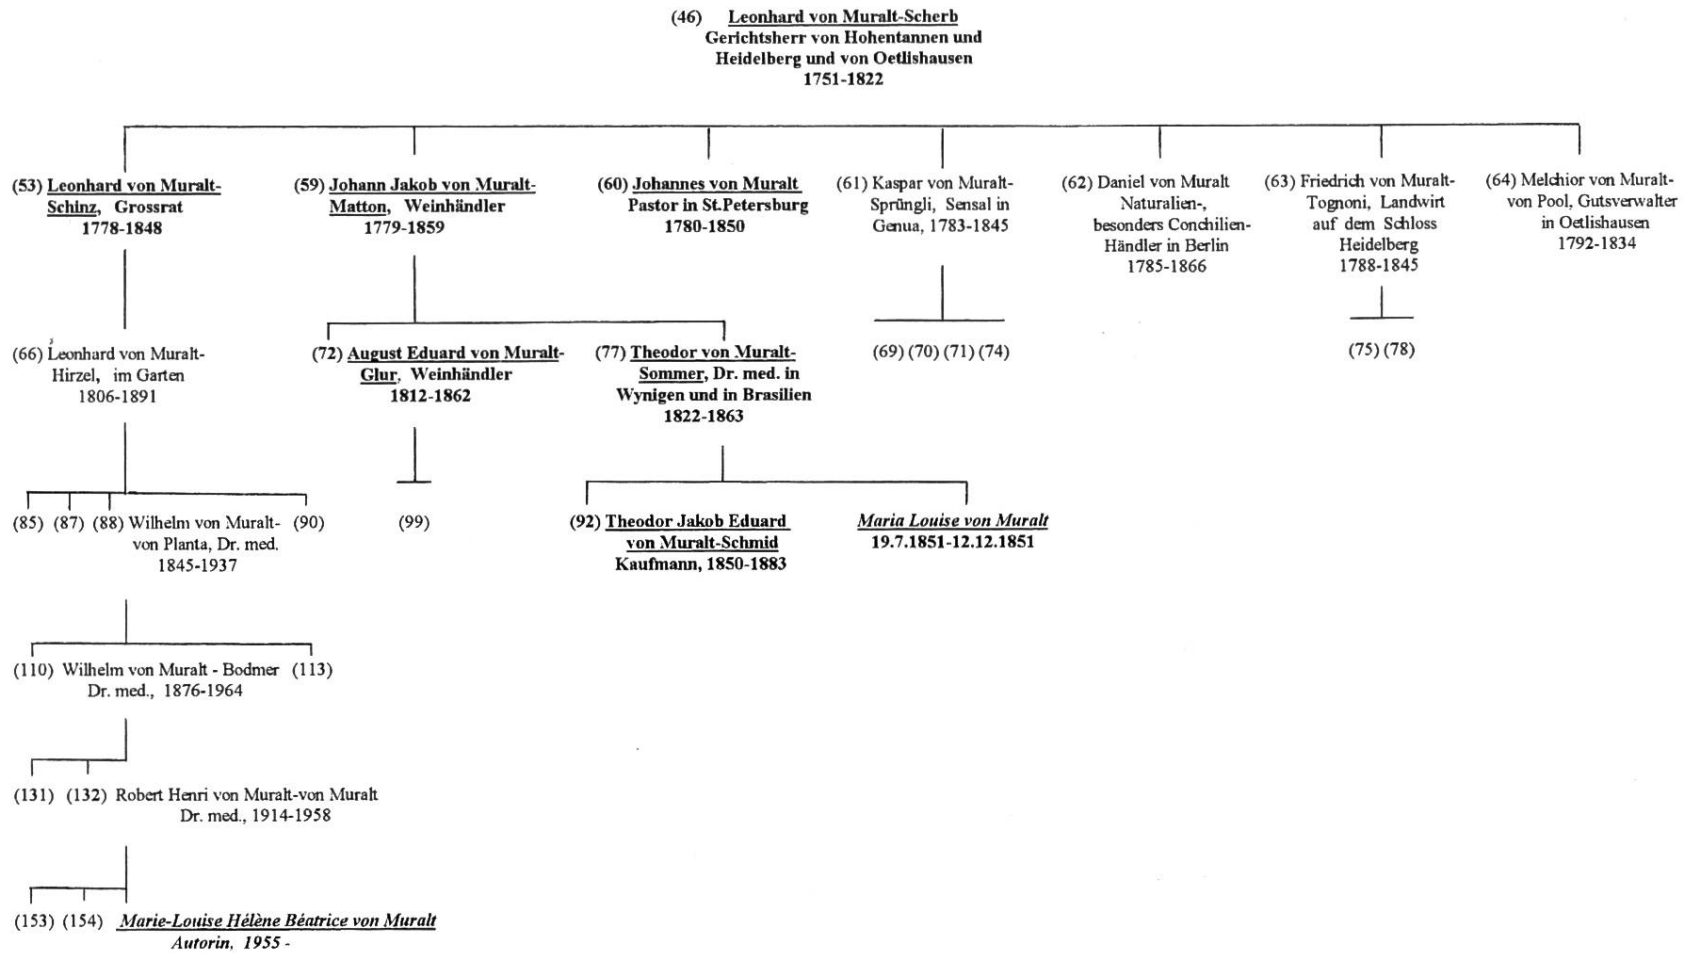 (46) Leonhard von Muralt-Scherb
Gerichtsherr von Hohentannen und
Heidelberg und von Oetlishausen
1751-1822
(53) Leonhard von Muralt-
Schinz, Grossrat
1778-1848
(59) Johann Jakob von Muralt-
Matton, Weinhändler
1779-1859
(60) Johannes von Muralt
Pastor in St.Petersburg
1780-1850
(61) Kaspar von Muralt-
Sprüngli, Sensal in
Genua, 1783-1845
(62) Daniel von Muralt
Naturalien-,
besonders Conchilien-
Händler in Berlin
1785-1866
(63) Friedrich von Muralt-
Tognoni, Landwirt
auf dem Schloss
Heidelberg
1788-1845
(64) Melchior von Muralt-
von Pool, Gutsverwalter
in Oetlishausen
1792-1834
(66) Leonhard von Muralt-
Hirzel, im Garten
1806-1891
(72) August Eduard von Muralt-
Glur, Weinhändler
1812-1862
(77) Theodor von Muralt-
Sommer, Dr. med. in
Wynigen und in Brasilien
1822-1863
(69) (70) (71) (74)
(75) (78)
(85) (87) (88) Wilhelm von Muralt- (90)
von Planta, Dr. med.
1845-1937
(99)
(92) Theodor Jakob Eduard
von Muralt-Schmid
Kaufmann, 1850-1883
Maria Louise von Muralt
19.7.1851-12.12.1851
(110) Wilhelm von Muralt - Bodmer (113)
Dr. med., 1876-1964
(131) (132) Robert Henri von Muralt-von Muralt
Dr. med., 1914-1958
(153) (154) Marie-Louise Hélène Béatrice von Muralt
Autorin, 1955 -